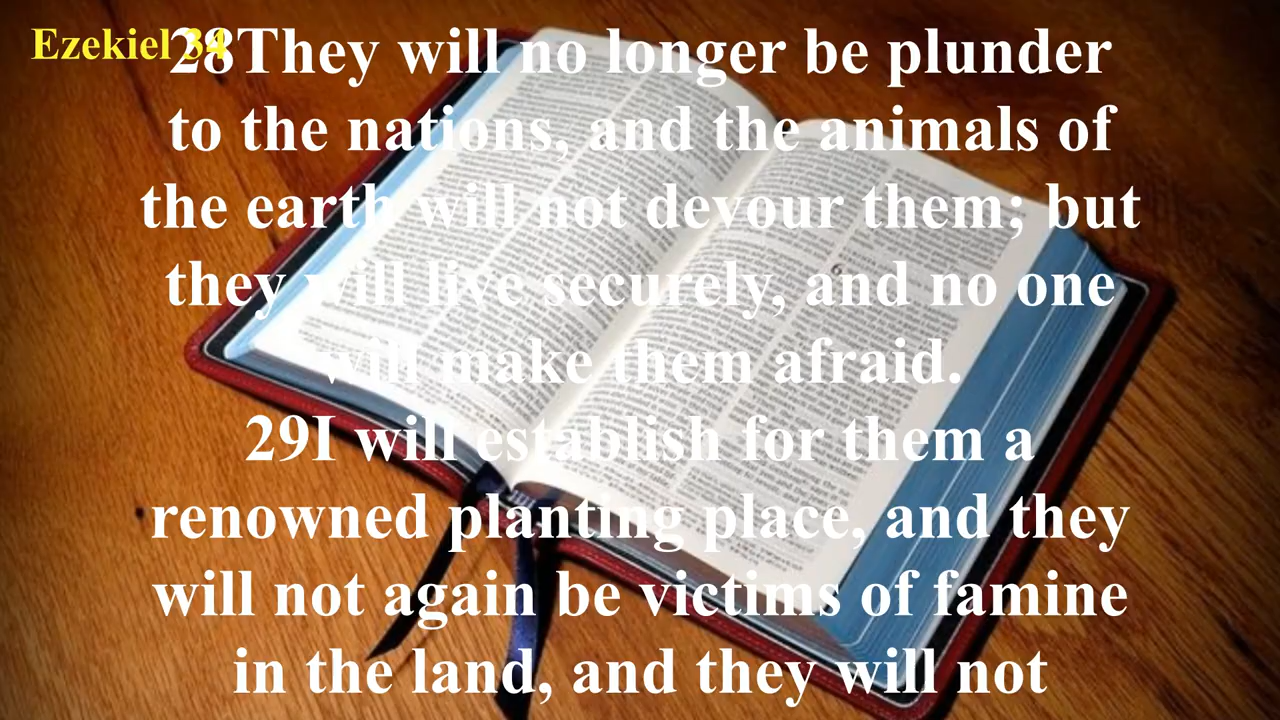 Ezekiel 34
28They will no longer be plunder
to the nations, and the animals of
the earth will not devour them; but
they will live securely, and no one
will make them afraid.
29I will establish for them a
renowned planting place, and they
will not again be victims of famine
in the land, and they will not